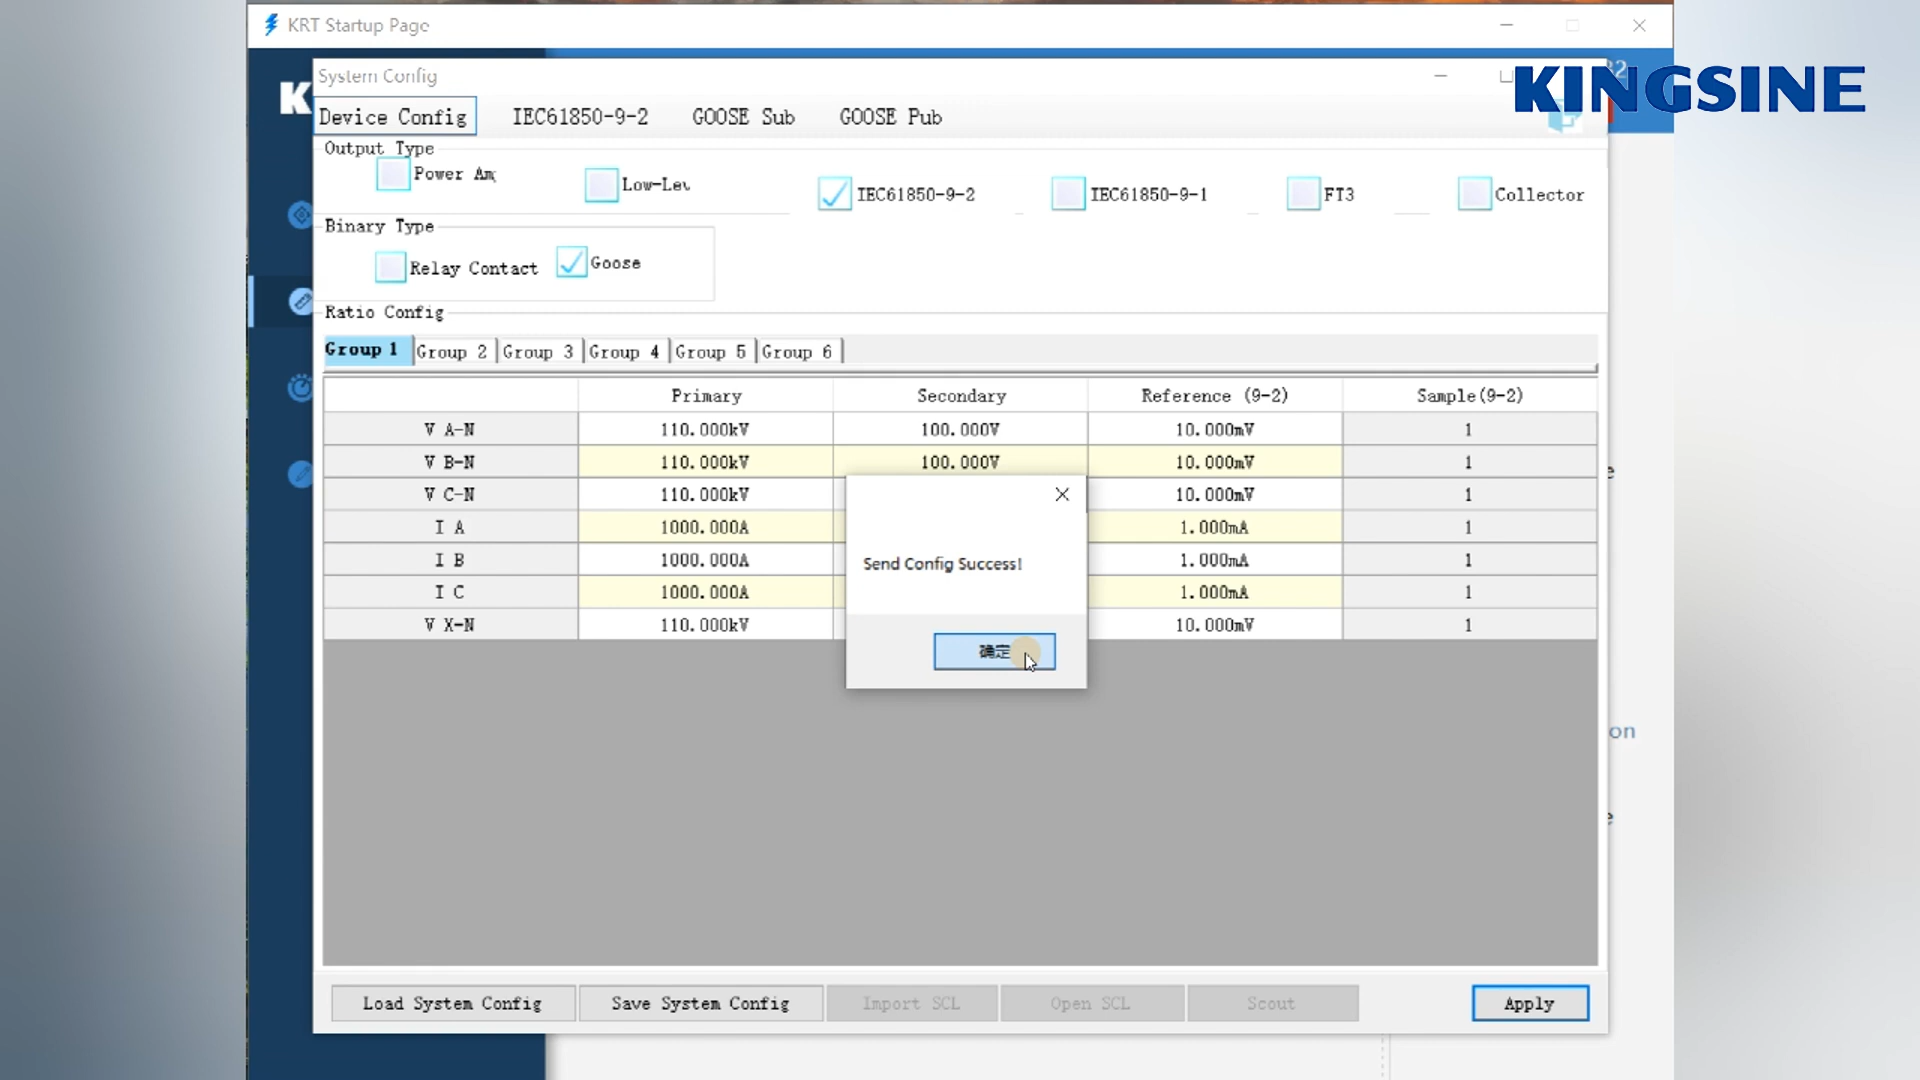 KRT Startup Page
KINGSINE
System Config
Device Config IEC61850-9-2 GOOSE Sub GOOSE Pub
Output Type
Power Am Low-Lev IEC61850-9-2 IEC61850-9-1 FT3 Collector
Binary Type
Relay Contact Goose
Ratio Config
Group 1 Group 2 Group 3 Group 4 Group 5 Group 6
Primary Secondary Reference (9-2) Sample(9-2)
V A-N 110.000kV 100.000V 10.000mV 1
V B-N 110.000kV 100.000V 10.000mV 1
V C-N 110.000kV 10.000mV 1
I A 1000.000A 1.000mA 1
I B 1000.000A 1.000mA 1
I C 1000.000A 1.000mA 1
V X-N 110.000kV 10.000mV 1
Send Config Success!
确定
on
Load System Config Save System Config Import SCL Open SCL Scout Apply